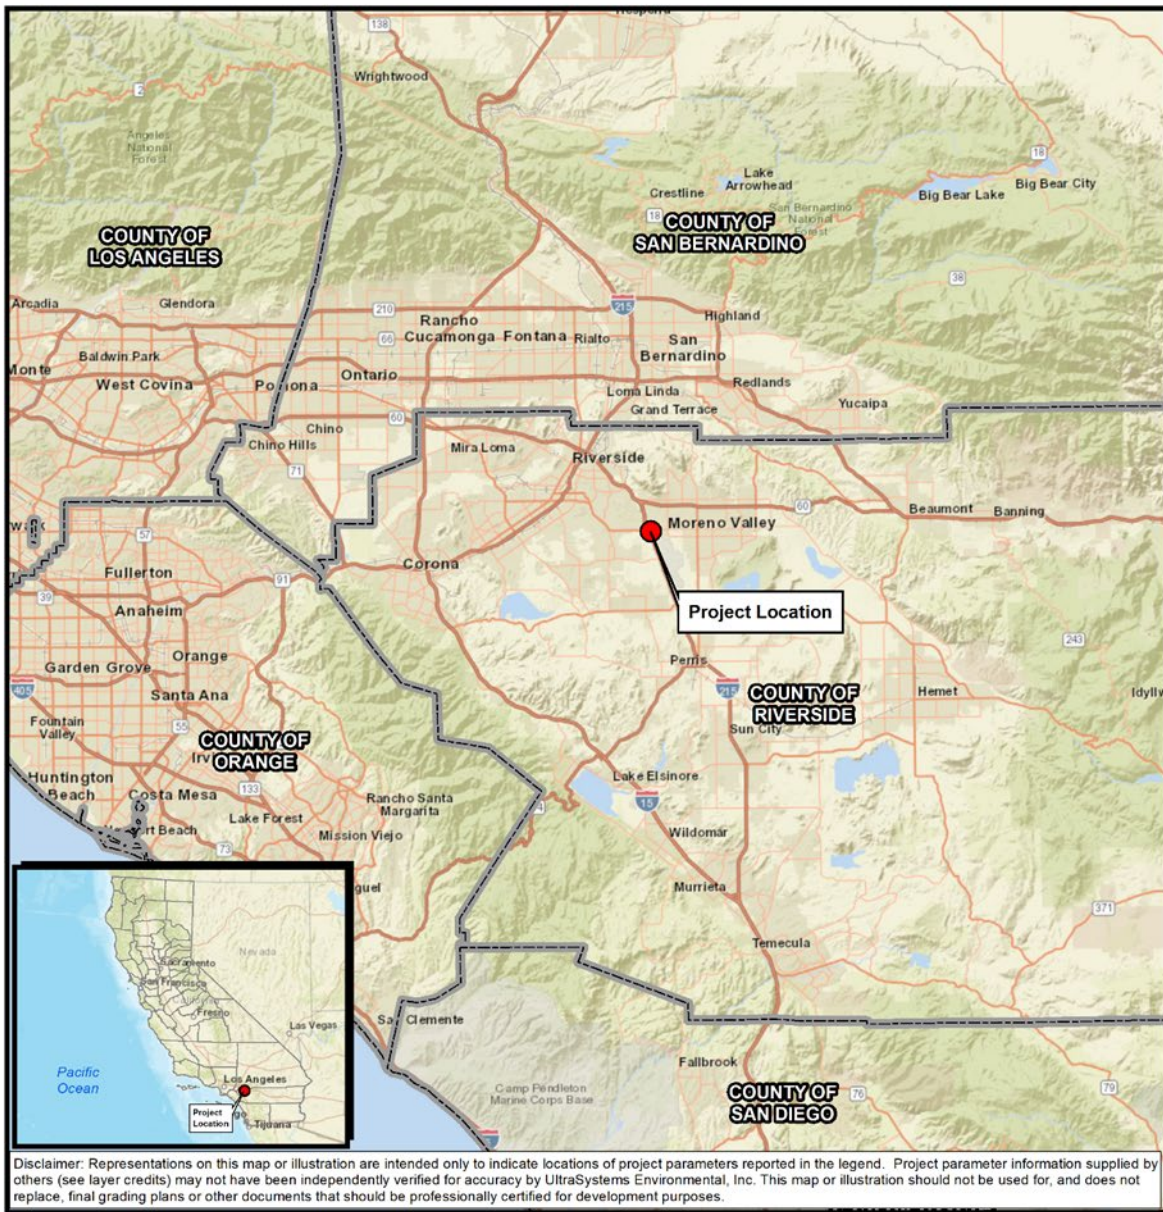 138
Hesperia
Wrightwood
2
Angeles
National
Forest
18
Lake
Arrowhead
Crestline
Big Bear City
Big Bear Lake
San Bernardino
National
Forest
18
COUNTY OF
SAN BERNARDINO
COUNTY OF
LOS ANGELES
38
Arcadia
Glendora
210
215
Rancho
Cucamonga
Fontana
Rialto
Highland
66
San
Bernardino
Baldwin Park
Monte
West Covina
Pomona
Ontario
Loma Linda
Redlands
Grand Terrace
Yucaipa
60
Chino
Chino Hills
Mira Loma
Riverside
71
60
Beaumont
Banning
Moreno Valley
walk
57
Fullerton
91
Corona
39
Anaheim
Project Location
243
Garden Grove
Orange
Perris
405
Santa Ana
215
COUNTY OF
RIVERSIDE
Hemet
Idyllw
Fountain
Valley
55
Sun City
COUNTY OF
ORANGE
Irv
Huntington
Beach
Costa Mesa
133
Lake Elsinore
15
Rancho Santa
Margarita
Lake Forest
rt Beach
Mission Viejo
73
Wildomar
guel
Murrieta
371
Temecula
Clemente
Fallbrook
Camp Pendleton
Marine Corps Base
COUNTY OF
SAN DIEGO
76
79
Nevada
Sacramento
San Francisco
California
Fresno
Las Vegas
Pacific
Ocean
Los Angeles
Project
Location
go
Tijuana
Disclaimer: Representations on this map or illustration are intended only to indicate locations of project parameters reported in the legend. Project parameter information supplied by
others (see layer credits) may not have been independently verified for accuracy by UltraSystems Environmental, Inc. This map or illustration should not be used for, and does not
replace, final grading plans or other documents that should be professionally certified for development purposes.